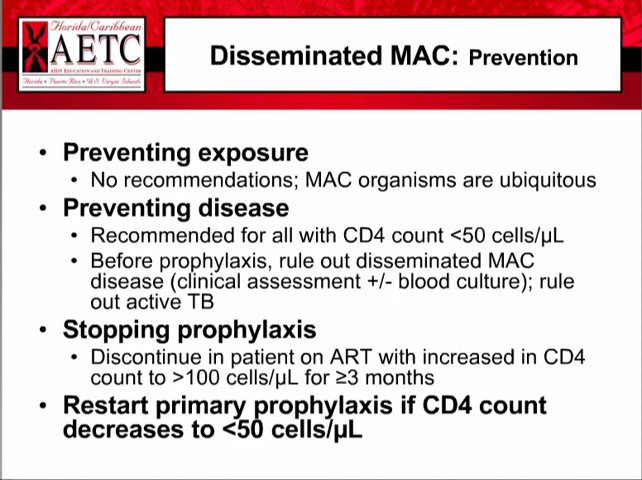 Florida/Caribbean
AETC
AIDS EDUCATION AND TRAINING CENTER
Florida • Puerto Rico • U.S. Virgin Islands
Disseminated MAC: Prevention
• Preventing exposure
• No recommendations; MAC organisms are ubiquitous
• Preventing disease
• Recommended for all with CD4 count <50 cells/µL
• Before prophylaxis, rule out disseminated MAC
disease (clinical assessment +/- blood culture); rule
out active TB
• Stopping prophylaxis
• Discontinue in patient on ART with increased in CD4
count to >100 cells/µL for ≥3 months
• Restart primary prophylaxis if CD4 count
decreases to <50 cells/µL